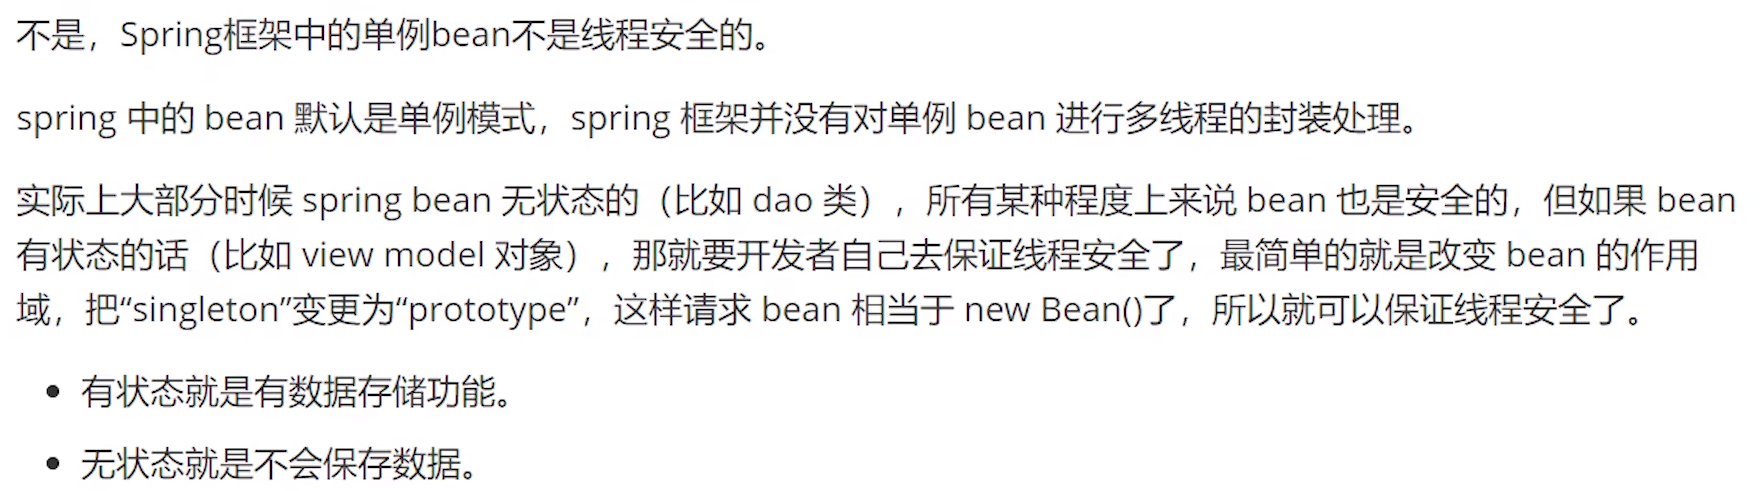 不是，Spring框架中的单例bean不是线程安全的。
spring 中的 bean 默认是单例模式，spring 框架并没有对单例 bean 进行多线程的封装处理。
实际上大部分时候 spring bean 无状态的（比如 dao 类），所有某种程度上来说 bean 也是安全的，但如果 bean
有状态的话（比如 view model 对象），那就要开发者自己去保证线程安全了，最简单的就是改变 bean 的作用
域，把“singleton”变更为“prototype”，这样请求 bean 相当于 new Bean()了，所以就可以保证线程安全了。
• 有状态就是有数据存储功能。
• 无状态就是不会保存数据。